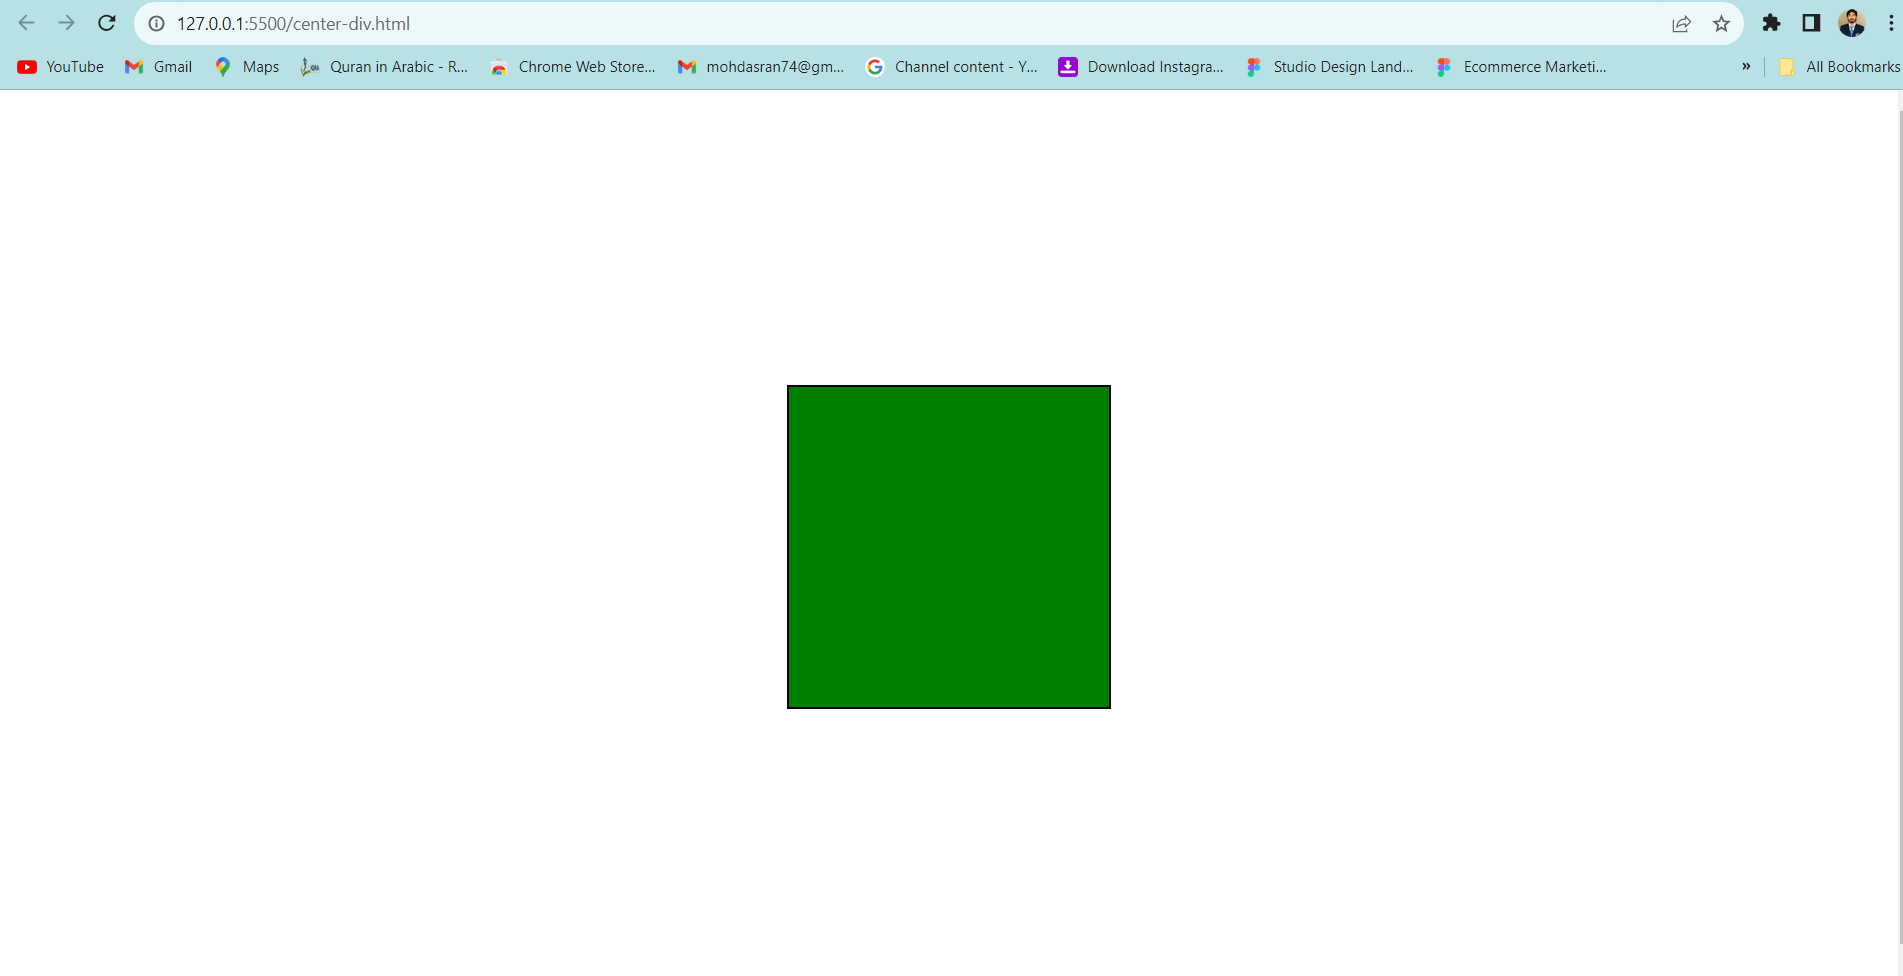 127.0.0.1:5500/center-div.html
YouTube Gmail Maps Quran in Arabic - R... Chrome Web Store... mohdasran74@gm... Channel content - Y... Download Instagra... Studio Design Land... Ecommerce Marketi... » All Bookmarks